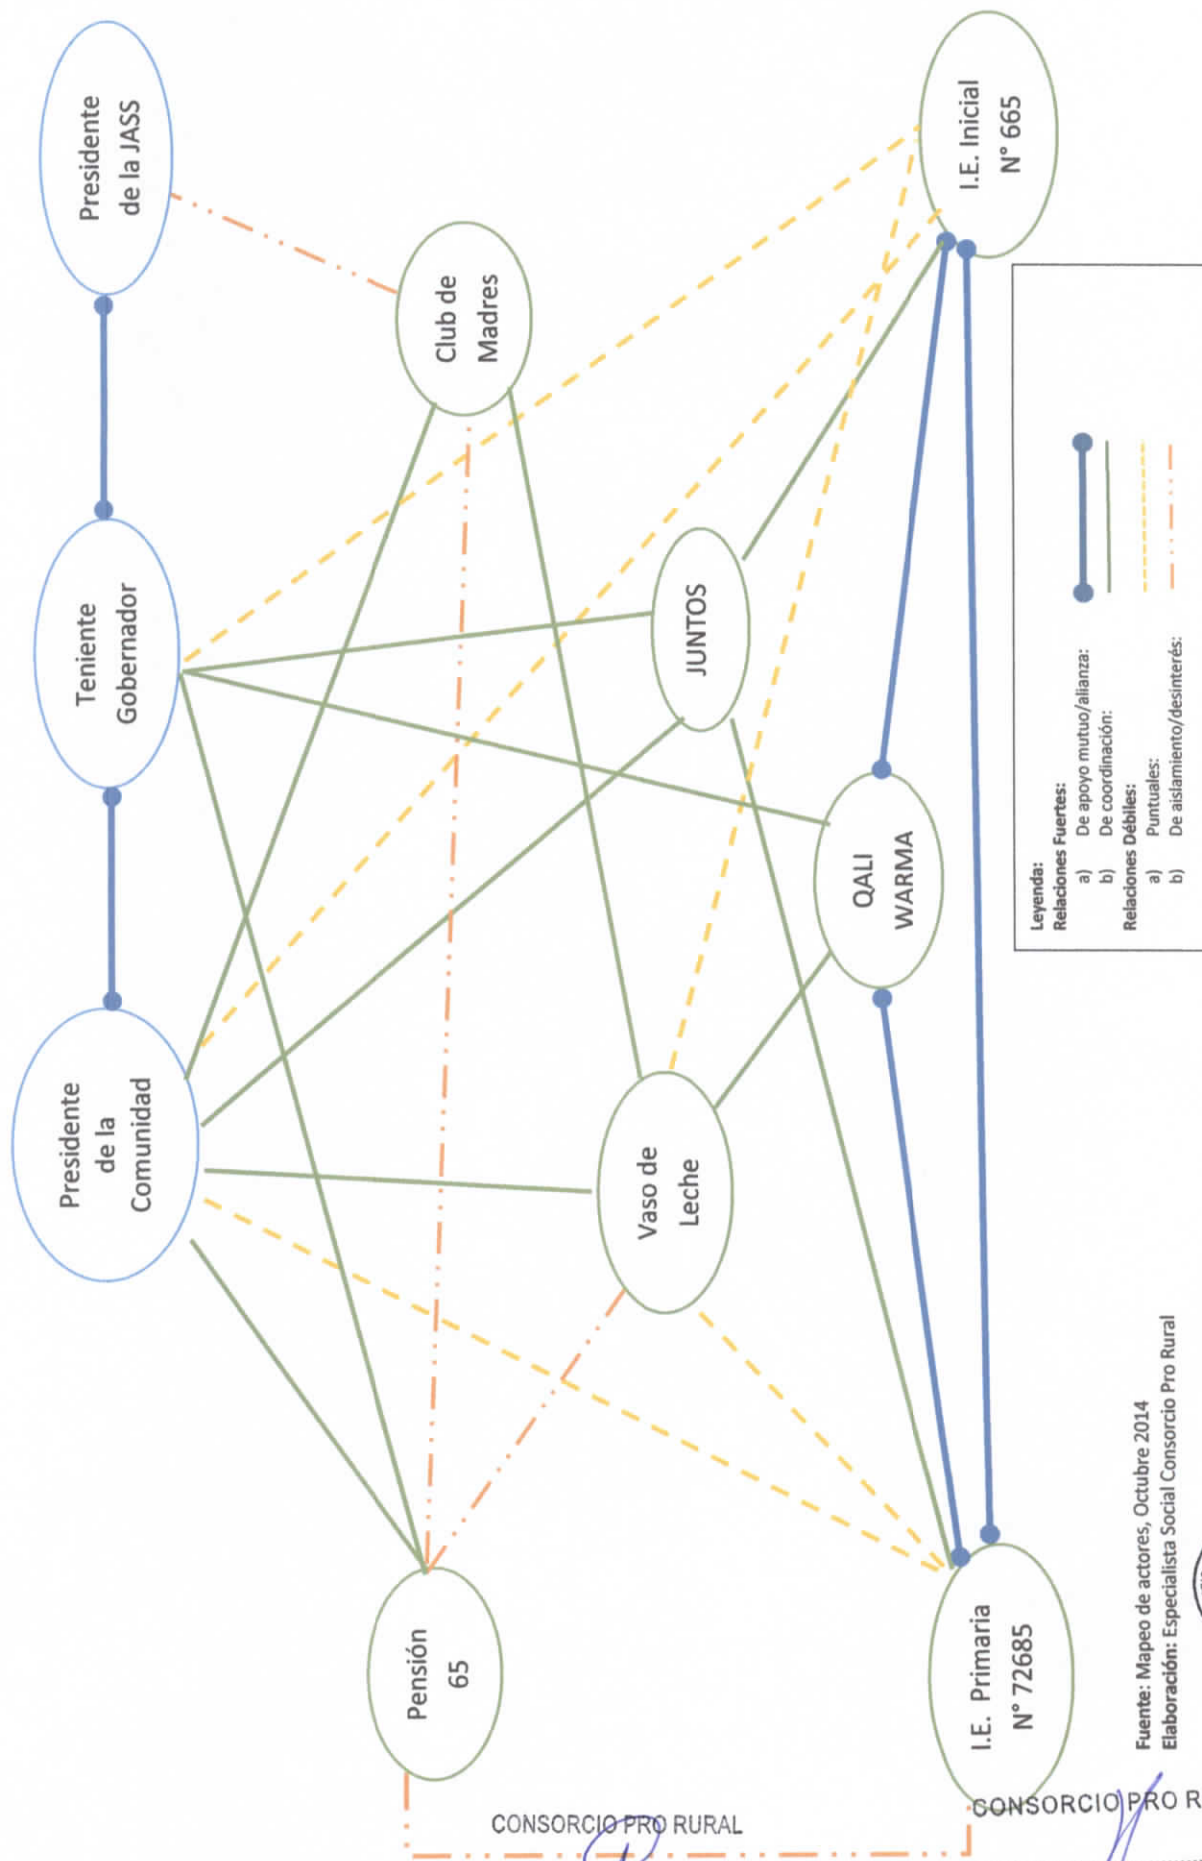 Presidente
de la
Comunidad
Teniente
Gobernador
Presidente
de la JASS
Pensión
65
Club de
Madres
Vaso de
Leche
JUNTOS
QALI
WARMA
I.E. Primaria
N° 72685
I.E. Inicial
N° 665
Leyenda:
Relaciones Fuertes:
a) De apoyo mutuo/alianza:
b) De coordinación:
Relaciones Débiles:
a) Puntuales:
b) De aislamiento/desinterés:
Fuente: Mapeo de actores, Octubre 2014
Elaboración: Especialista Social Consorcio Pro Rural
CONSORCIO PRO RURAL
CONSORCIO PRO R